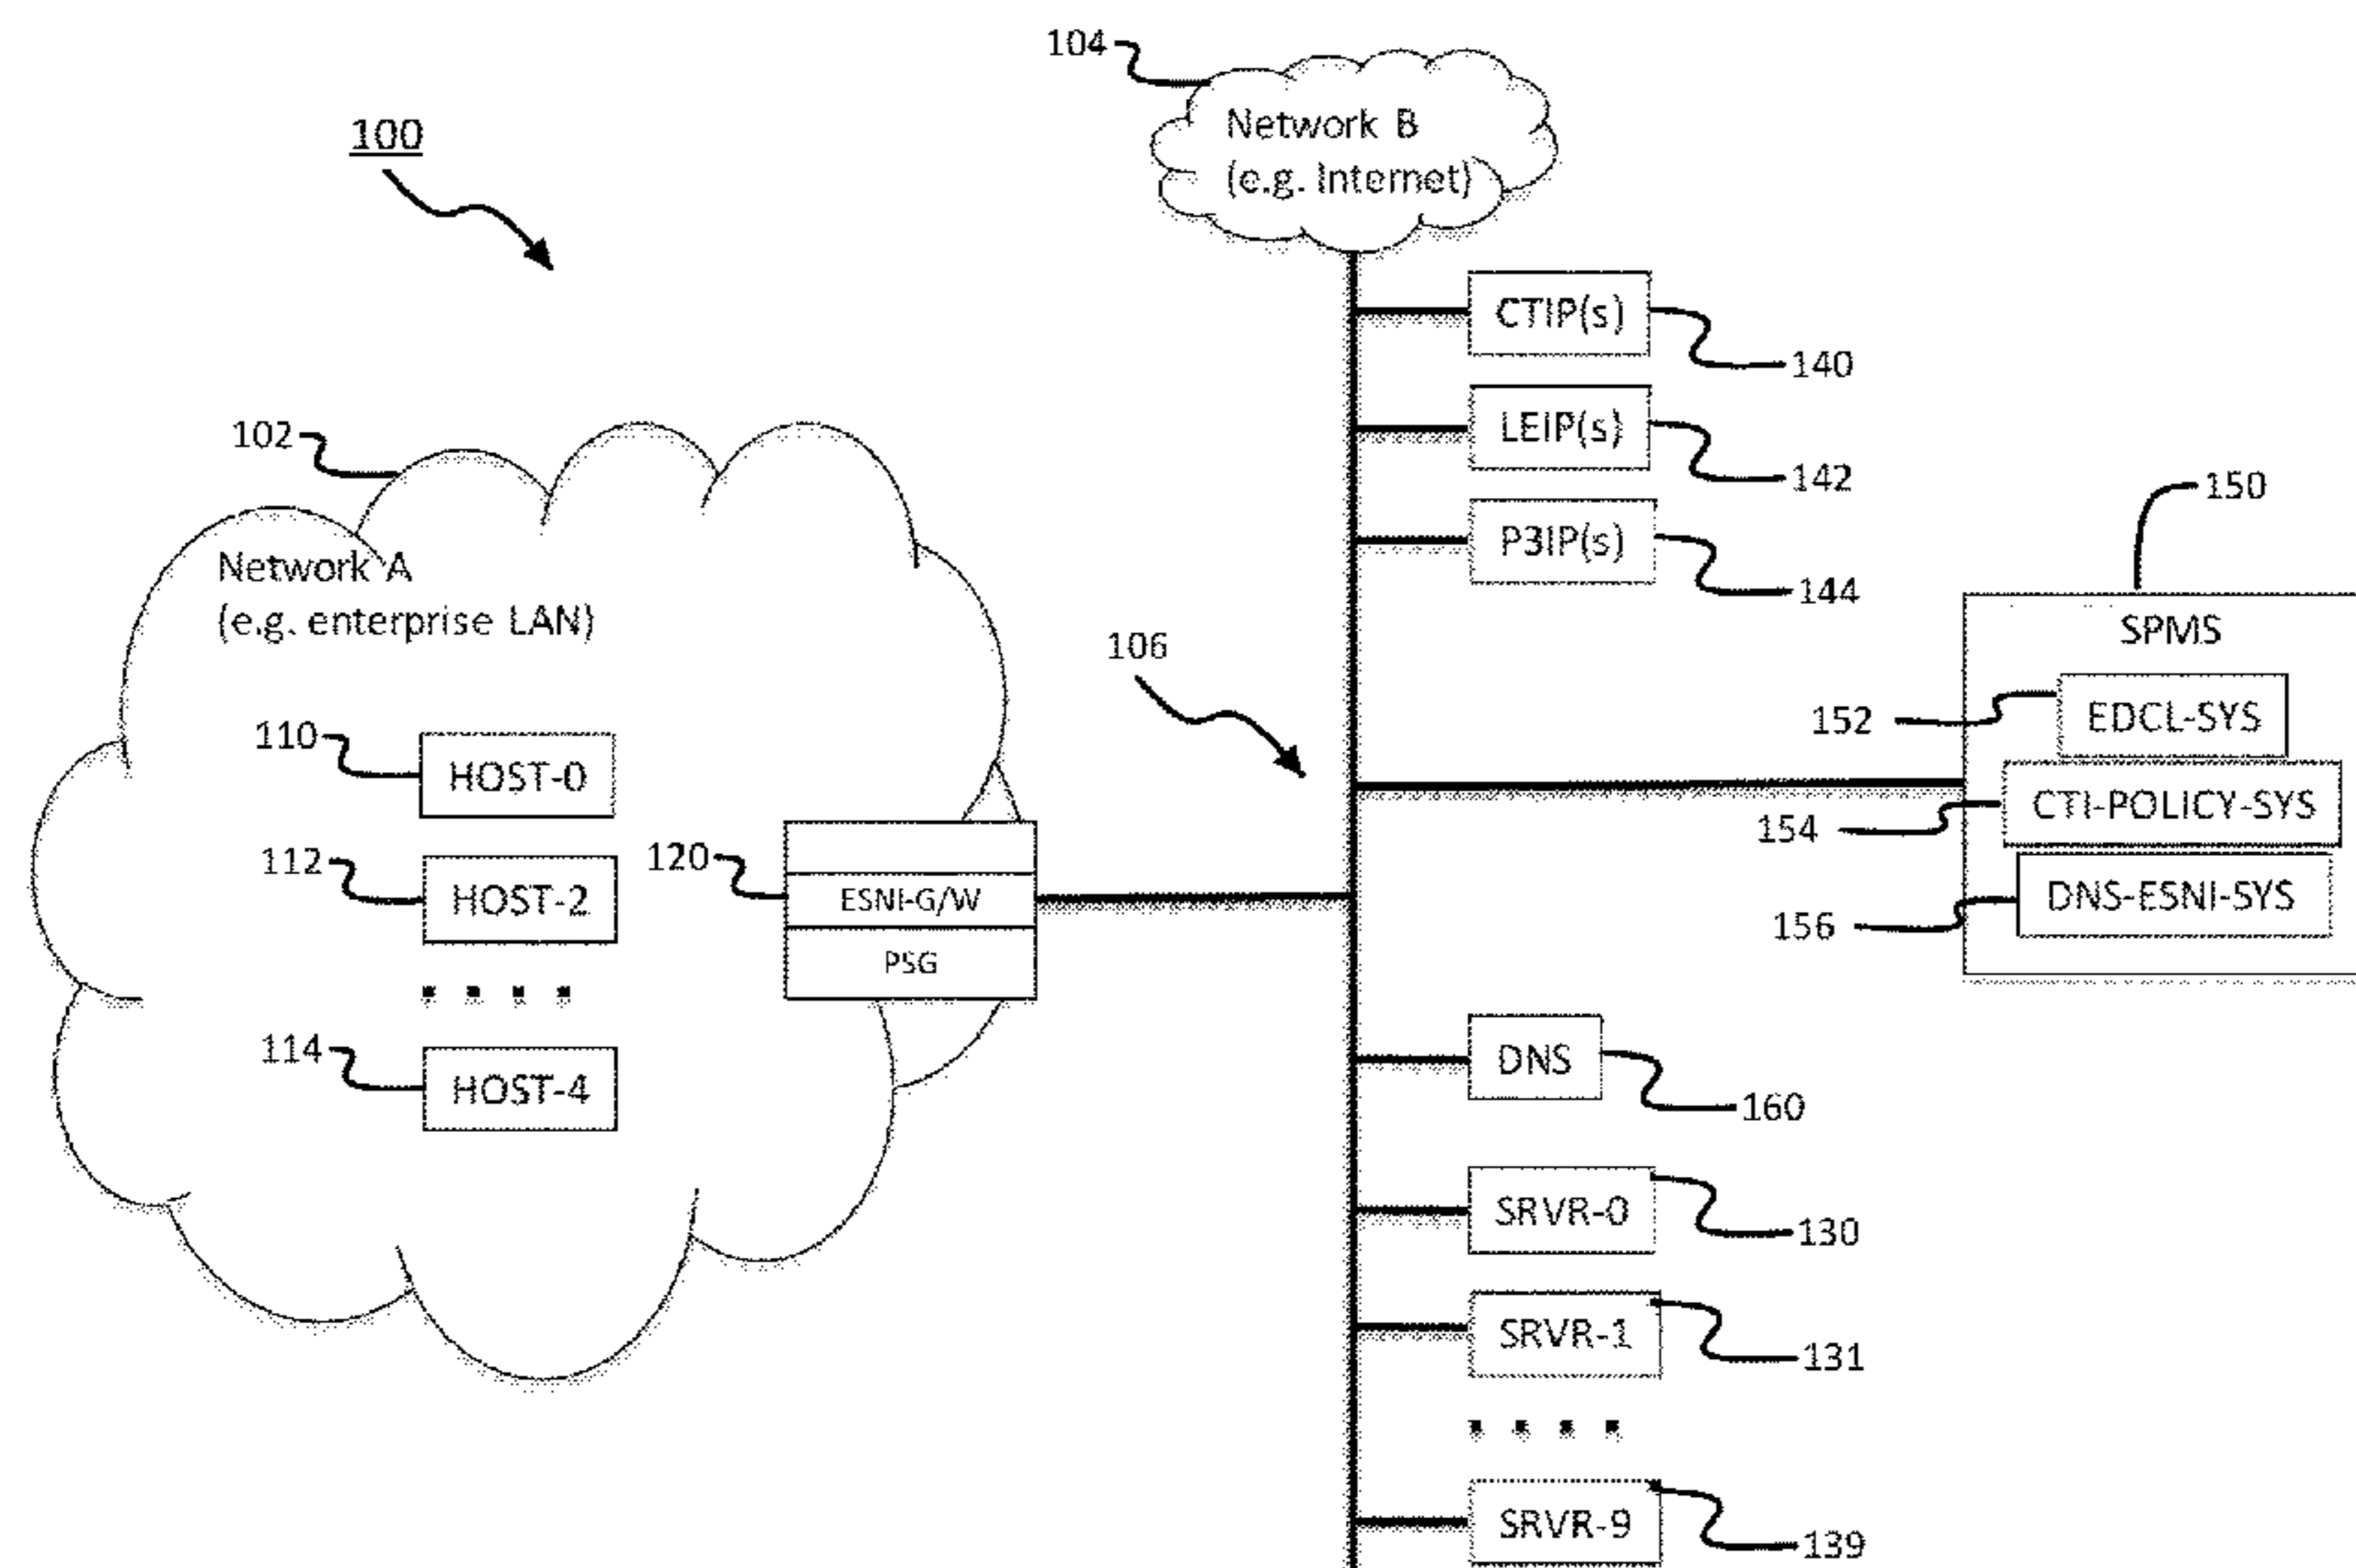 104
Network B
(e.g. Internet)
100
CTIP(s)
140
102
LEIP(s)
142
150
P3IP(s)
144
Network A
(e.g. enterprise LAN)
106
SPMS
152
EDCL-SYS
110
HOST-0
154
CTI-POLICY-SYS
112
HOST-2
120
ESNI-G/W
156
DNS-ESNI-SYS
PSG
114
HOST-4
DNS
160
SRVR-0
130
SRVR-1
131
SRVR-9
139